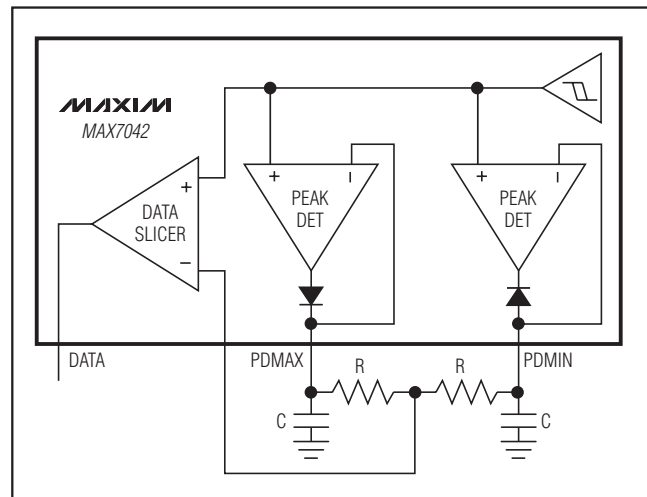 MAXIM
MAX7042
+
−
DATA
SLICER
+
−
PEAK
DET
+
−
PEAK
DET
DATA
PDMAX
R
R
PDMIN
C
C